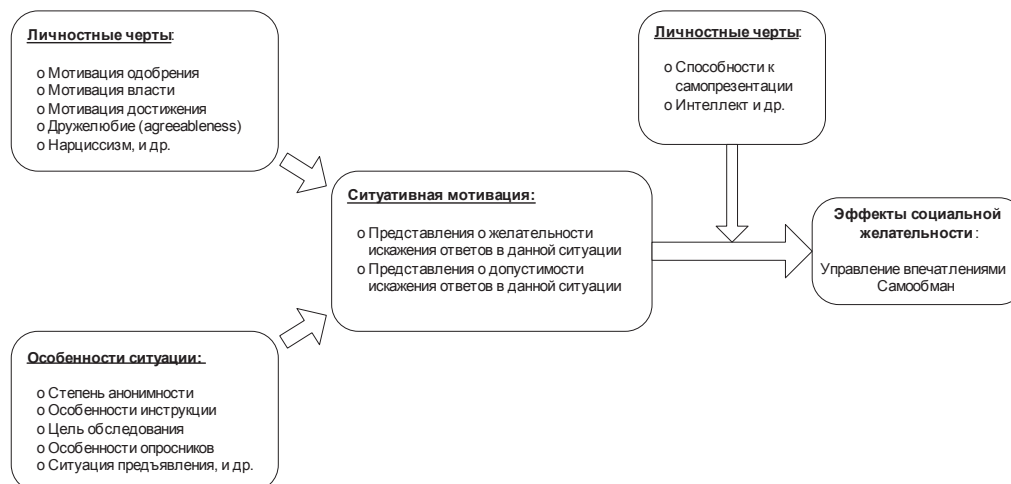 Личностные черты:
o Мотивация одобрения
o Мотивация власти
o Мотивация достижения
o Дружелюбие (agreeableness)
o Нарциссизм, и др.
Личностные черты:
o Способности к
самопрезентации
o Интеллект и др.
Ситуативная мотивация:
o Представления о желательности
искажения ответов в данной ситуации
o Представления о допустимости
искажения ответов в данной ситуации
Эффекты социальной
желательности :
Управление впечатлениями
Самообман
Особенности ситуации:
o Степень анонимности
o Особенности инструкции
o Цель обследования
o Особенности опросников
o Ситуация предъявления, и др.